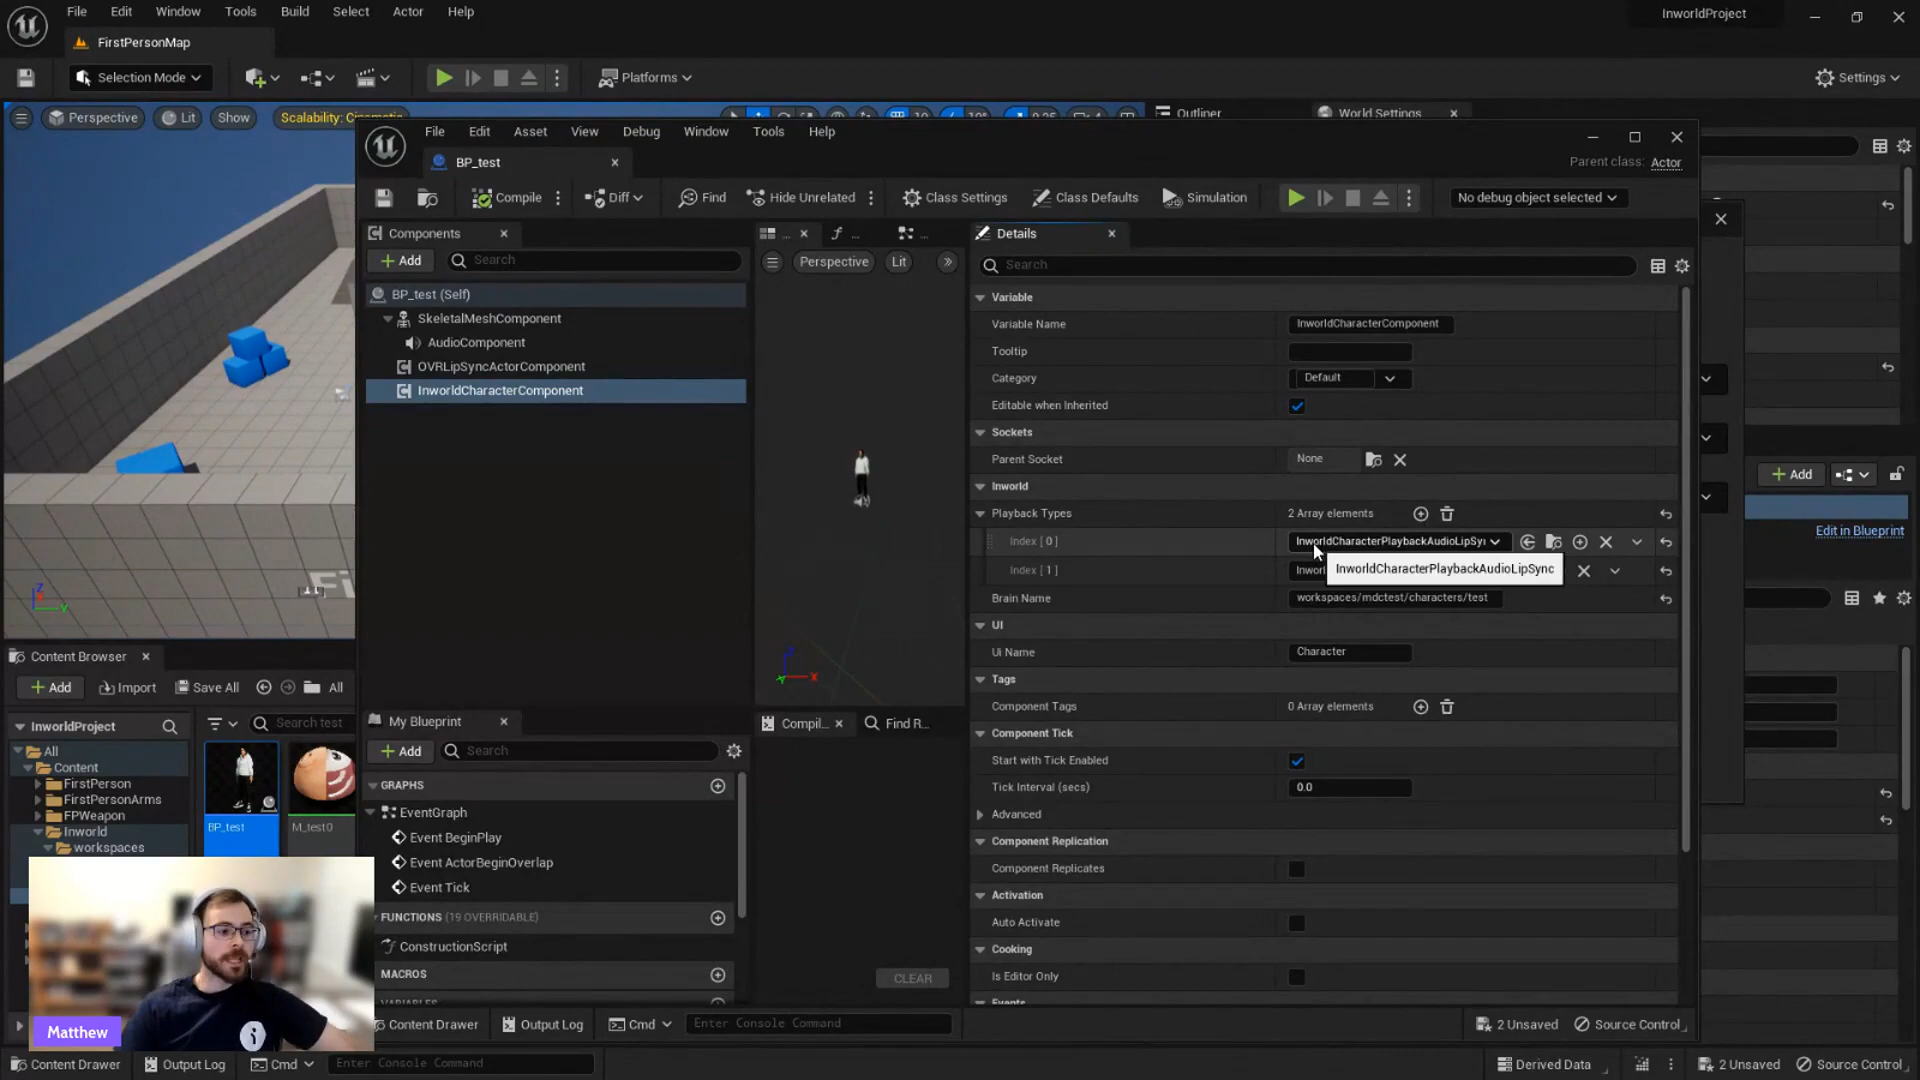 File Edit Window Tools Build Select Actor Help
InworldProject
FirstPersonMap
Selection Mode
Platforms
Settings
Perspective
Lit
Show
Outliner
World Settings
File Edit Asset View Debug Window Tools Help
BP_test
Parent class: Actor
Compile
Diff
Find
Hide Unrelated
Class Settings
Class Defaults
Simulation
No debug object selected
Components
Add
Search
BP_test (Self)
SkeletalMeshComponent
AudioComponent
OVRLipSyncActorComponent
InworldCharacterComponent
Perspective
Lit
Details
Search
Variable
Variable Name
InworldCharacterComponent
Tooltip
Category
Default
Editable when Inherited
Sockets
Parent Socket
None
Inworld
Playback Types
2 Array elements
Index [ 0 ]
InworldCharacterPlaybackAudioLipSy
Index [ 1 ]
Inworl
InworldCharacterPlaybackAudioLipSync
Brain Name
workspaces/mdctest/characters/test
UI
Ui Name
Character
Tags
Component Tags
0 Array elements
Component Tick
Start with Tick Enabled
Tick Interval (secs)
0.0
Advanced
Component Replication
Component Replicates
Activation
Auto Activate
Cooking
Is Editor Only
Events
Add
Edit in Blueprint
My Blueprint
Add
Search
GRAPHS
EventGraph
Event BeginPlay
Event ActorBeginOverlap
Event Tick
FUNCTIONS (19 OVERRIDABLE)
ConstructionScript
MACROS
VARIABLES
Compil...
Find R...
CLEAR
Content Drawer
Output Log
Cmd
Enter Console Command
2 Unsaved
Source Control
Content Browser
Add
Import
Save All
All
InworldProject
Search test
All
Content
FirstPerson
FirstPersonArms
FPWeapon
Inworld
workspaces
BP_test
M_test0
Matthew
Content Drawer
Output Log
Cmd
Enter Console Command
Derived Data
2 Unsaved
Source Control